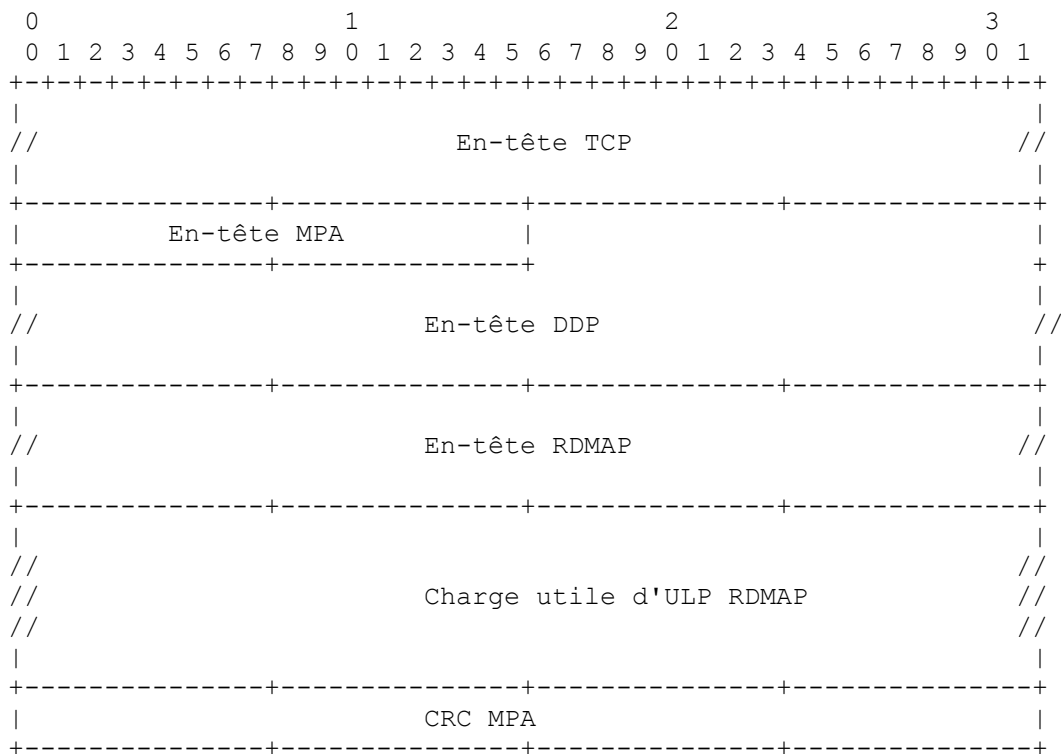 0                   1                   2                   3
 0 1 2 3 4 5 6 7 8 9 0 1 2 3 4 5 6 7 8 9 0 1 2 3 4 5 6 7 8 9 0 1
+-+-+-+-+-+-+-+-+-+-+-+-+-+-+-+-+-+-+-+-+-+-+-+-+-+-+-+-+-+-+-+-+
|                                                               |
//                          En-tête TCP                        //
|                                                               |
+---------------+---------------+---------------+---------------+
|         En-tête MPA           |                               |
+---------------+---------------+                               +
|                                                               |
//                        En-tête DDP                           //
|                                                               |
+---------------+---------------+---------------+---------------+
|                                                               |
//                        En-tête RDMAP                        //
|                                                               |
+---------------+---------------+---------------+---------------+
|                                                               |
//                                                             //
//                        Charge utile d'ULP RDMAP             //
//                                                             //
|                                                               |
+---------------+---------------+---------------+---------------+
|                         CRC MPA                               |
+---------------+---------------+---------------+---------------+